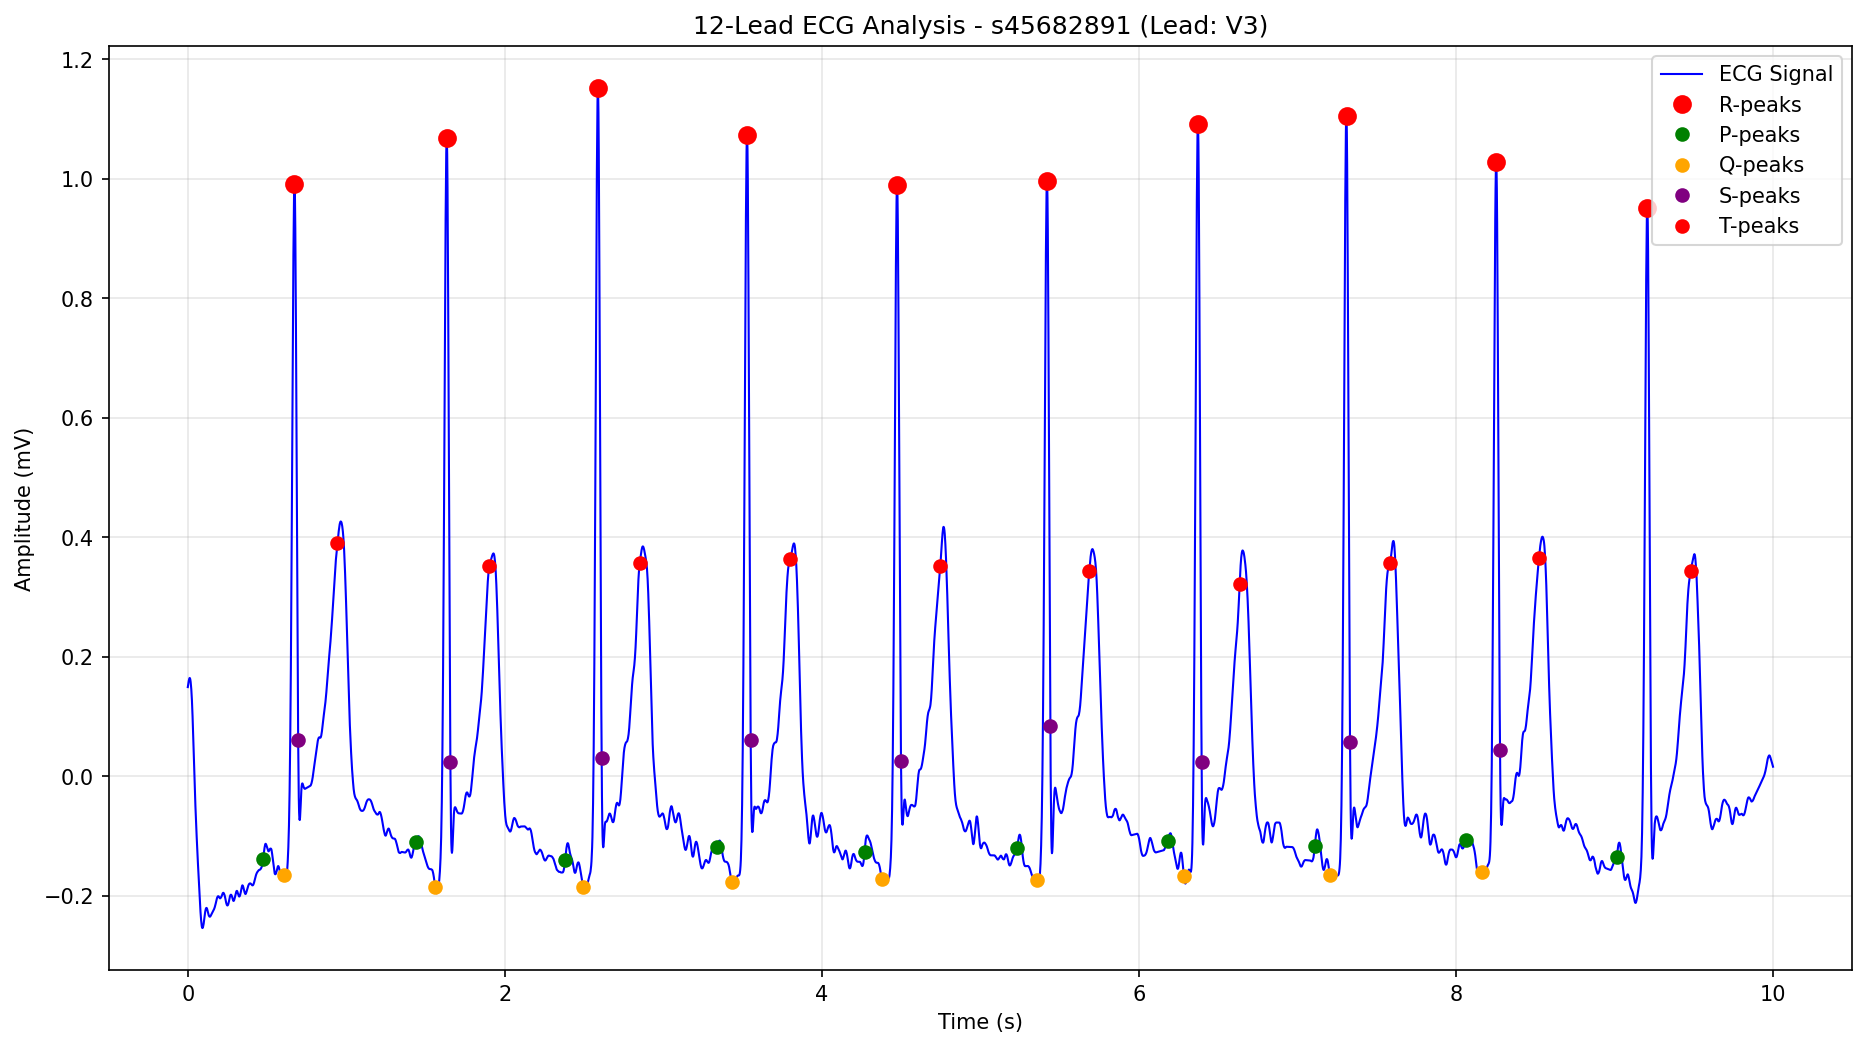 12-Lead ECG Analysis - s45682891 (Lead: V3)
ECG Signal
R-peaks
P-peaks
Q-peaks
S-peaks
T-peaks
Amplitude (mV)
1.2
1.0
0.8
0.6
0.4
0.2
0.0
−0.2
0 2 4 6 8 10
Time (s)